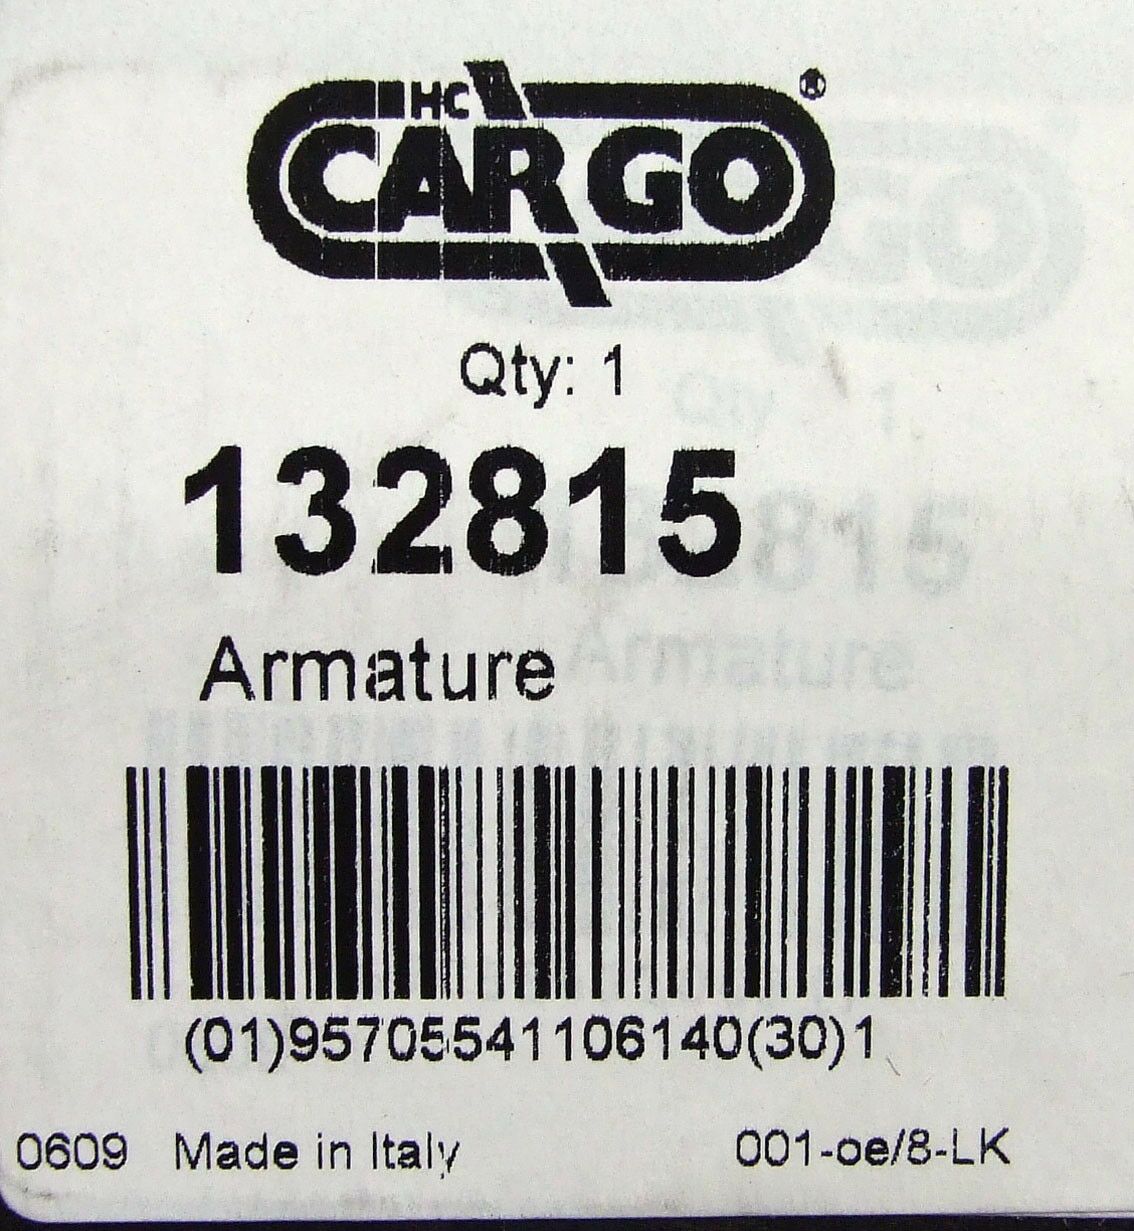 HC
CARGO ®
Qty: 1
132815
Armature
(01)95705541106140(30)1
0609 Made in Italy 001-oe/8-LK